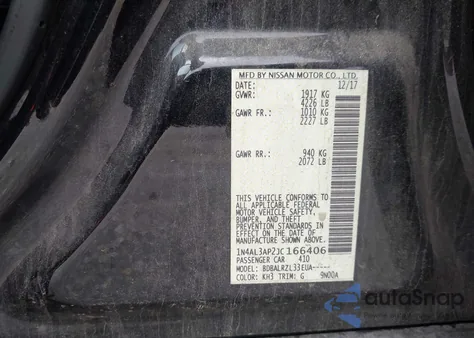 MFD BY NISSAN MOTOR CO., LTD.
DATE: 12/17
GVWR: 1917 KG
4226 LB
GAWR FR: 1010 KG
2227 LB
GAWR RR: 940 KG
2072 LB
THIS VEHICLE CONFORMS TO
ALL APPLICABLE FEDERAL
MOTOR VEHICLE SAFETY,
BUMPER, AND THEFT
PREVENTION STANDARDS IN
EFFECT ON THE DATE OF
MANUFACTURE SHOWN ABOVE.
1N4AL3AP2JC166406
PASSENGER CAR 410
MODEL: BDBALRZL33EUA-----
COLOR: KH3 TRIM: G 9N00A
autoSnap